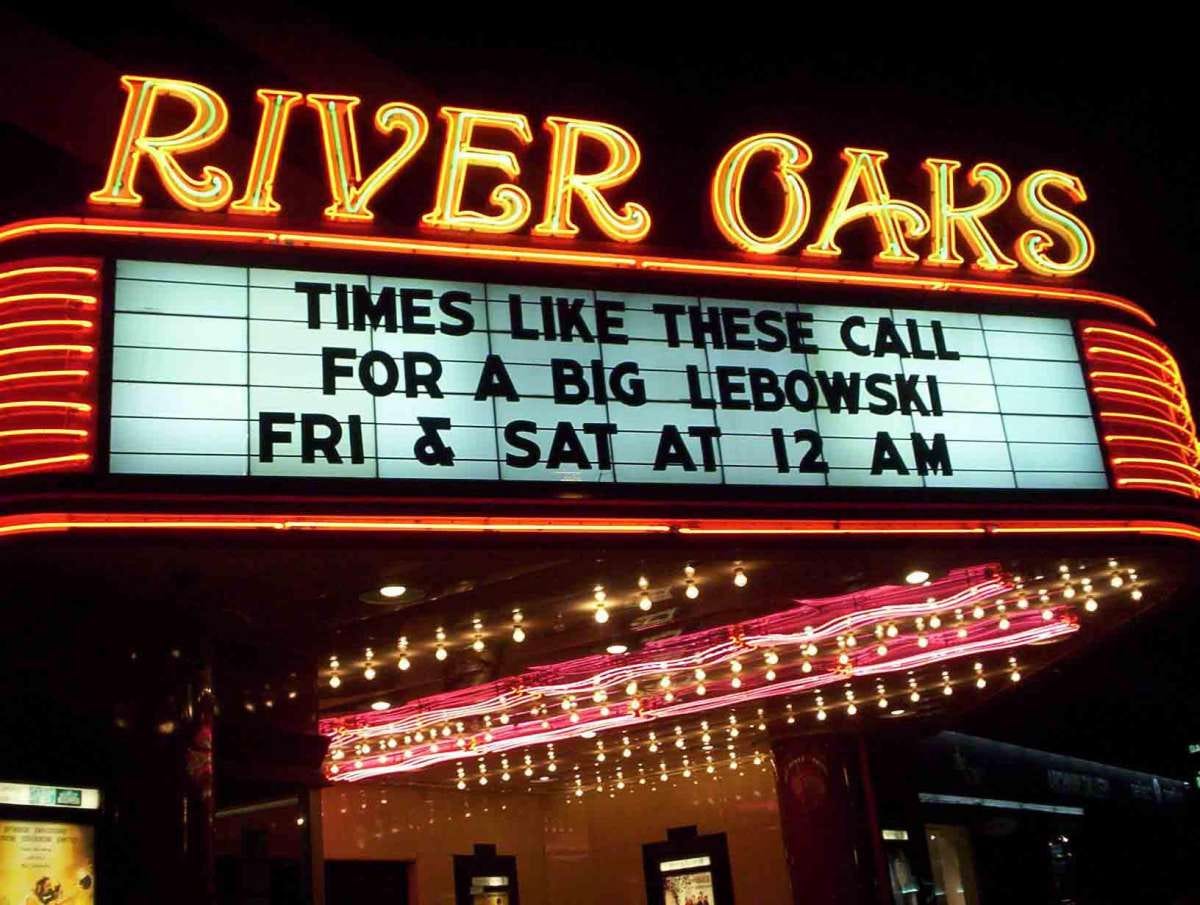 RIVER OAKS
TIMES LIKE THESE CALL
FOR A BIG LEBOWSKI
FRI & SAT AT 12 AM